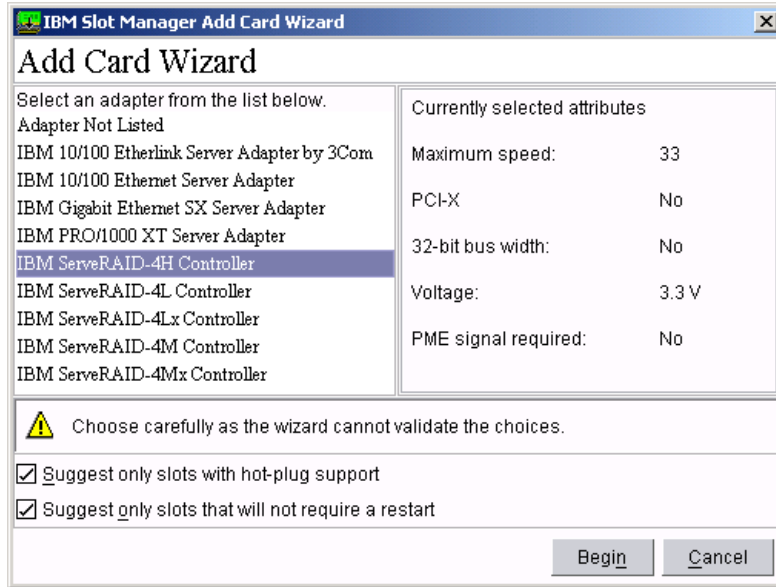 IBM Slot Manager Add Card Wizard
Add Card Wizard
Select an adapter from the list below.
Adapter Not Listed
IBM 10/100 Etherlink Server Adapter by 3Com
IBM 10/100 Ethernet Server Adapter
IBM Gigabit Ethernet SX Server Adapter
IBM PRO/1000 XT Server Adapter
IBM ServeRAID-4H Controller
IBM ServeRAID-4L Controller
IBM ServeRAID-4Lx Controller
IBM ServeRAID-4M Controller
IBM ServeRAID-4Mx Controller
Currently selected attributes
Maximum speed: 33
PCI-X No
32-bit bus width: No
Voltage: 3.3 V
PME signal required: No
Choose carefully as the wizard cannot validate the choices.
Suggest only slots with hot-plug support
Suggest only slots that will not require a restart
Begin Cancel